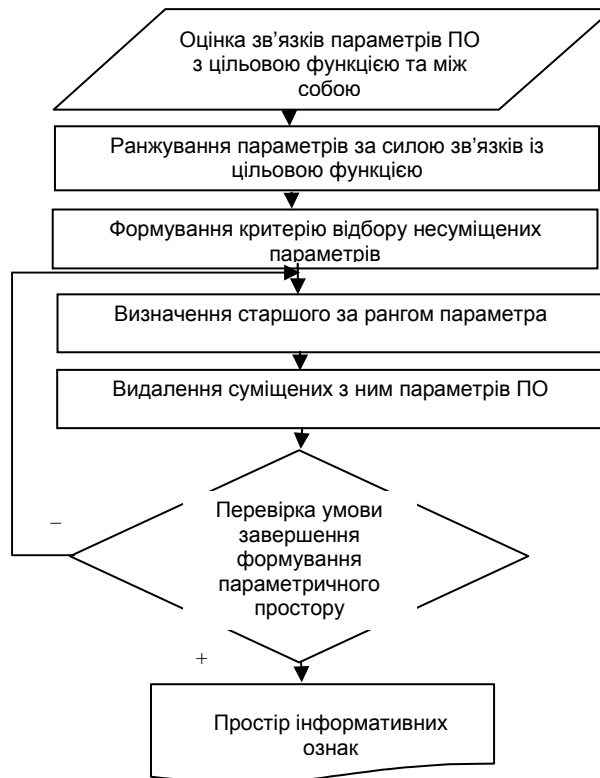 Оцінка зв’язків параметрів ПО
з цільовою функцією та між
собою
Ранжування параметрів за силою зв’язків із
цільовою функцією
Формування критерію відбору несуміщених
параметрів
Визначення старшого за рангом параметра
Видалення суміщених з ним параметрів ПО
–
Перевірка умови
завершення
формування
параметричного
простору
+
Простір інформативних
ознак